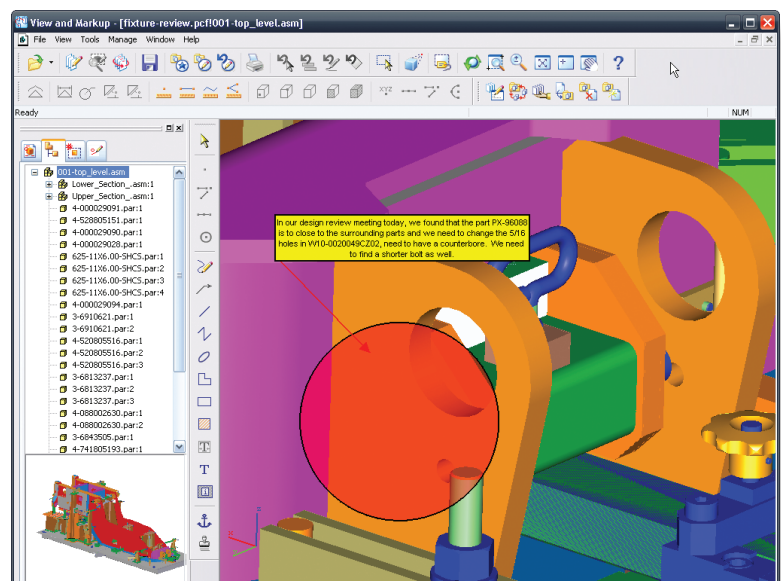 View and Markup - [fixture-review.pcf!001-top_level.asm]
File View Tools Manage Window Help
XYZ
Ready
NUM
001-top_level.asm
Lower_Section_.asm:1
Upper_Section_.asm:1
4-000029091.par:1
4-528805151.par:1
4-000029090.par:1
4-000029028.par:1
625-11X6.00-SHCS.par:1
625-11X6.00-SHCS.par:2
625-11X6.00-SHCS.par:3
625-11X6.00-SHCS.par:4
4-000029094.par:1
3-6910621.par:1
3-6910621.par:2
4-520805516.par:1
4-520805516.par:2
4-520805516.par:3
3-6813237.par:1
3-6813237.par:2
3-6813237.par:3
4-088002630.par:1
4-088002630.par:2
3-6843505.par:1
4-741805193.par:1
In our design review meeting today, we found that the part PX-96088
is to close to the surrounding parts and we need to change the 5/16
holes in W10-0020049CZ02, need to have a counterbore. We need
to find a shorter bolt as well.
T
T
x
z